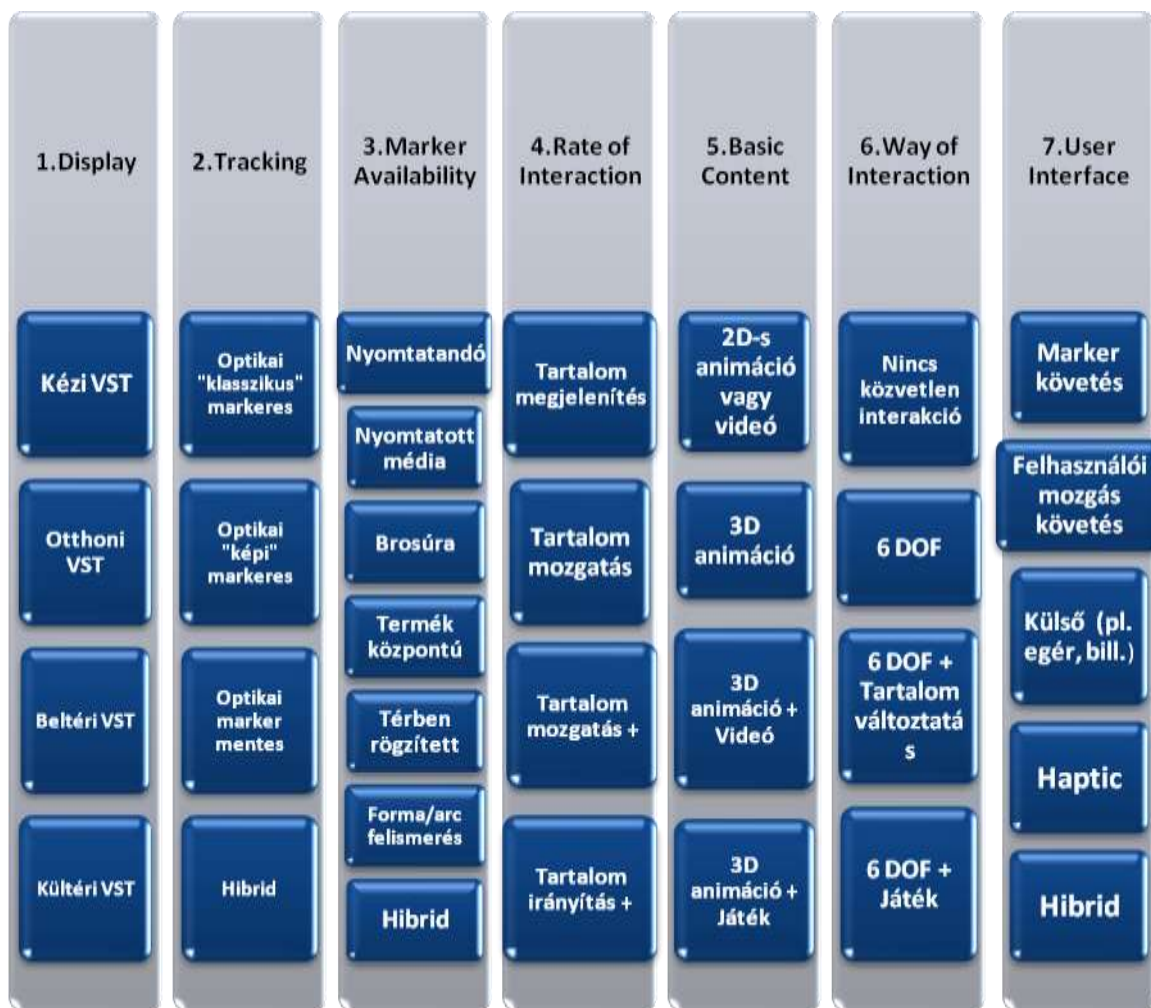 1.Display
Kézi VST
Otthoni
VST
Beltéri VST
Kültéri VST
2.Tracking
Optikai
"klasszikus"
markeres
Optikai
"képi"
markeres
Optikai
marker
mentes
Hibrid
3.Marker
Availability
Nyomtatandó
Nyomtatott
média
Brosúra
Termék
központú
Térben
rögzített
Forma/arc
felismerés
Hibrid
4.Rate of
Interaction
Tartalom
megjelenítés
Tartalom
mozgatás
Tartalom
mozgatás +
Tartalom
irányítás +
5.Basic
Content
2D-s
animáció
vagy
videó
3D
animáció
3D
animáció +
Videó
3D
animáció +
Játék
6.Way of
Interaction
Nincs
közvetlen
interakció
6 DOF
6 DOF +
Tartalom
változtatá
s
6 DOF +
Játék
7.User
Interface
Marker
követés
Felhasználói
mozgás
követés
Külső (pl.
egér, bill.)
Haptic
Hibrid